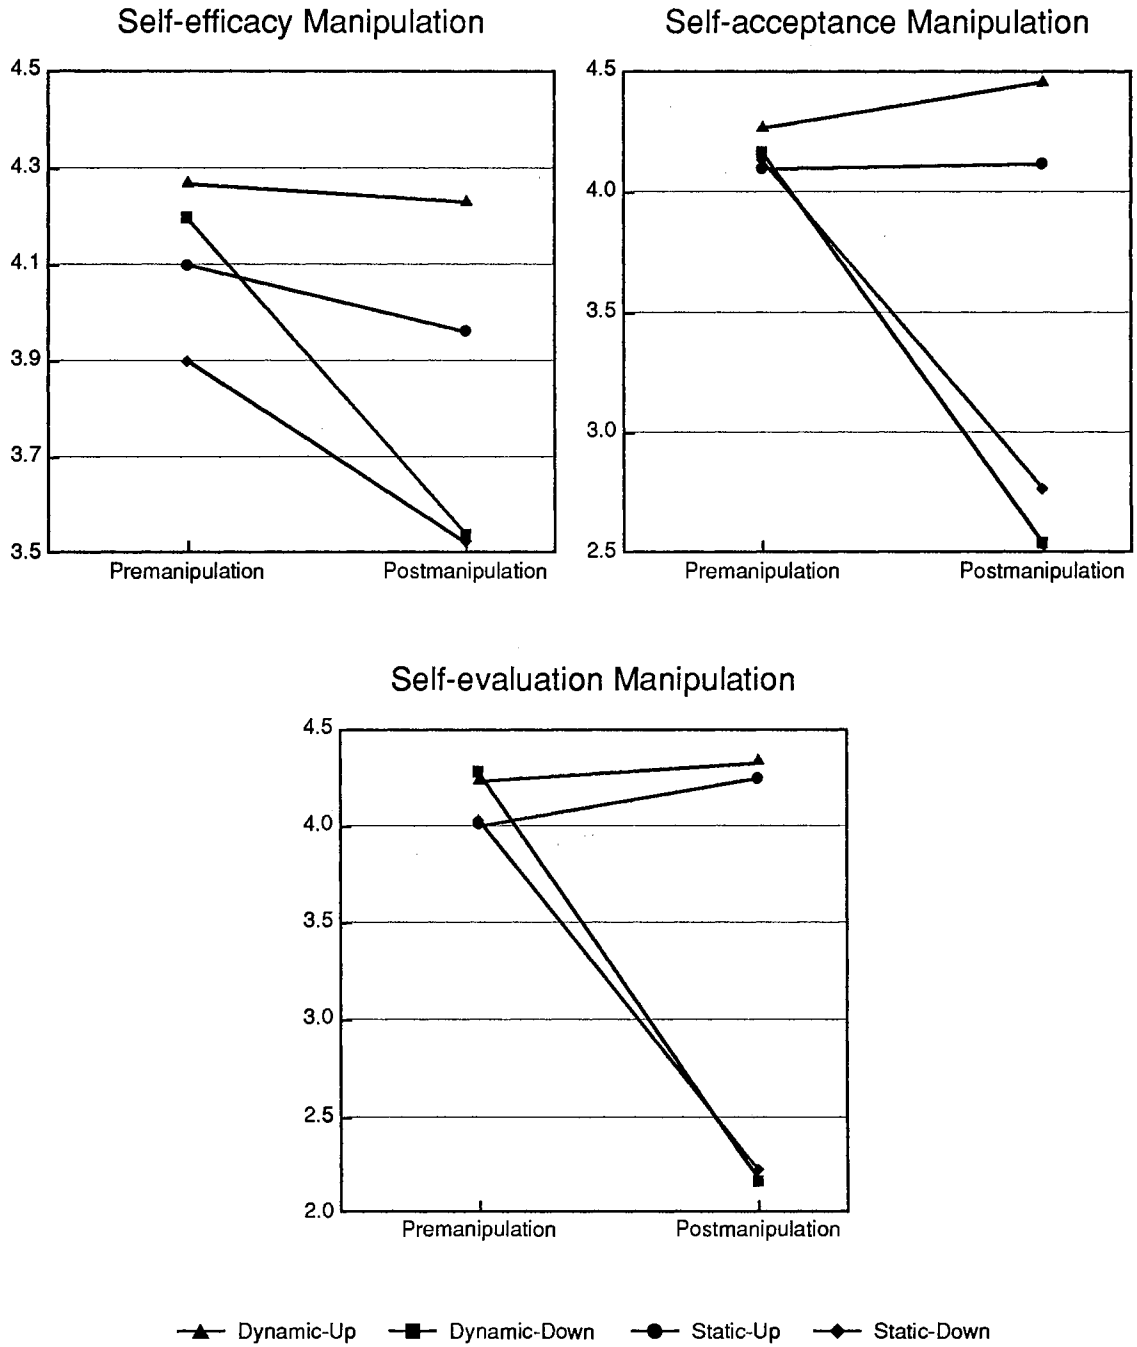 Self-efficacy Manipulation
4.5
4.3
4.1
3.9
3.7
3.5
Premanipulation Postmanipulation
Self-acceptance Manipulation
4.5
4.0
3.5
3.0
2.5
Premanipulation Postmanipulation
Self-evaluation Manipulation
4.5
4.0
3.5
3.0
2.5
2.0
Premanipulation Postmanipulation
Dynamic-Up Dynamic-Down Static-Up Static-Down